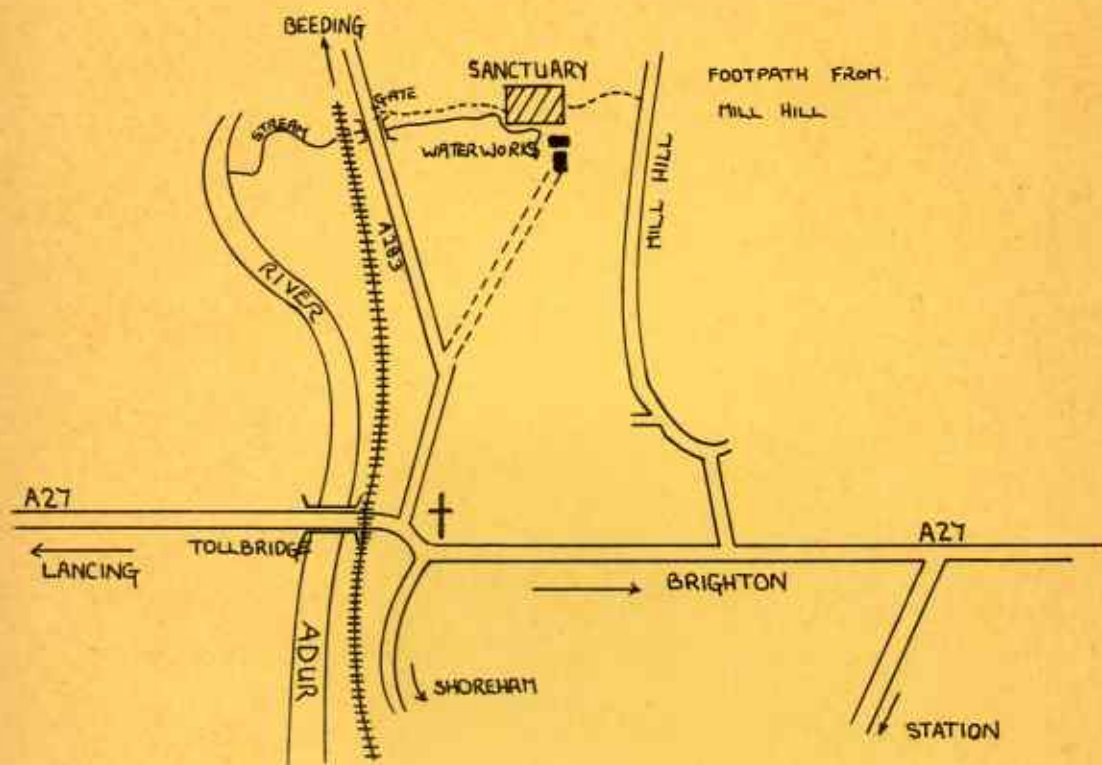 BEEDING
SANCTUARY
FOOTPATH FROM.
MILL HILL
GATE
STREAM
WATERWORKS
MILL HILL
A283
RIVER
A27
A27
TOLLBRIDGE
LANCING
BRIGHTON
ADUR
SHOREHAM
STATION